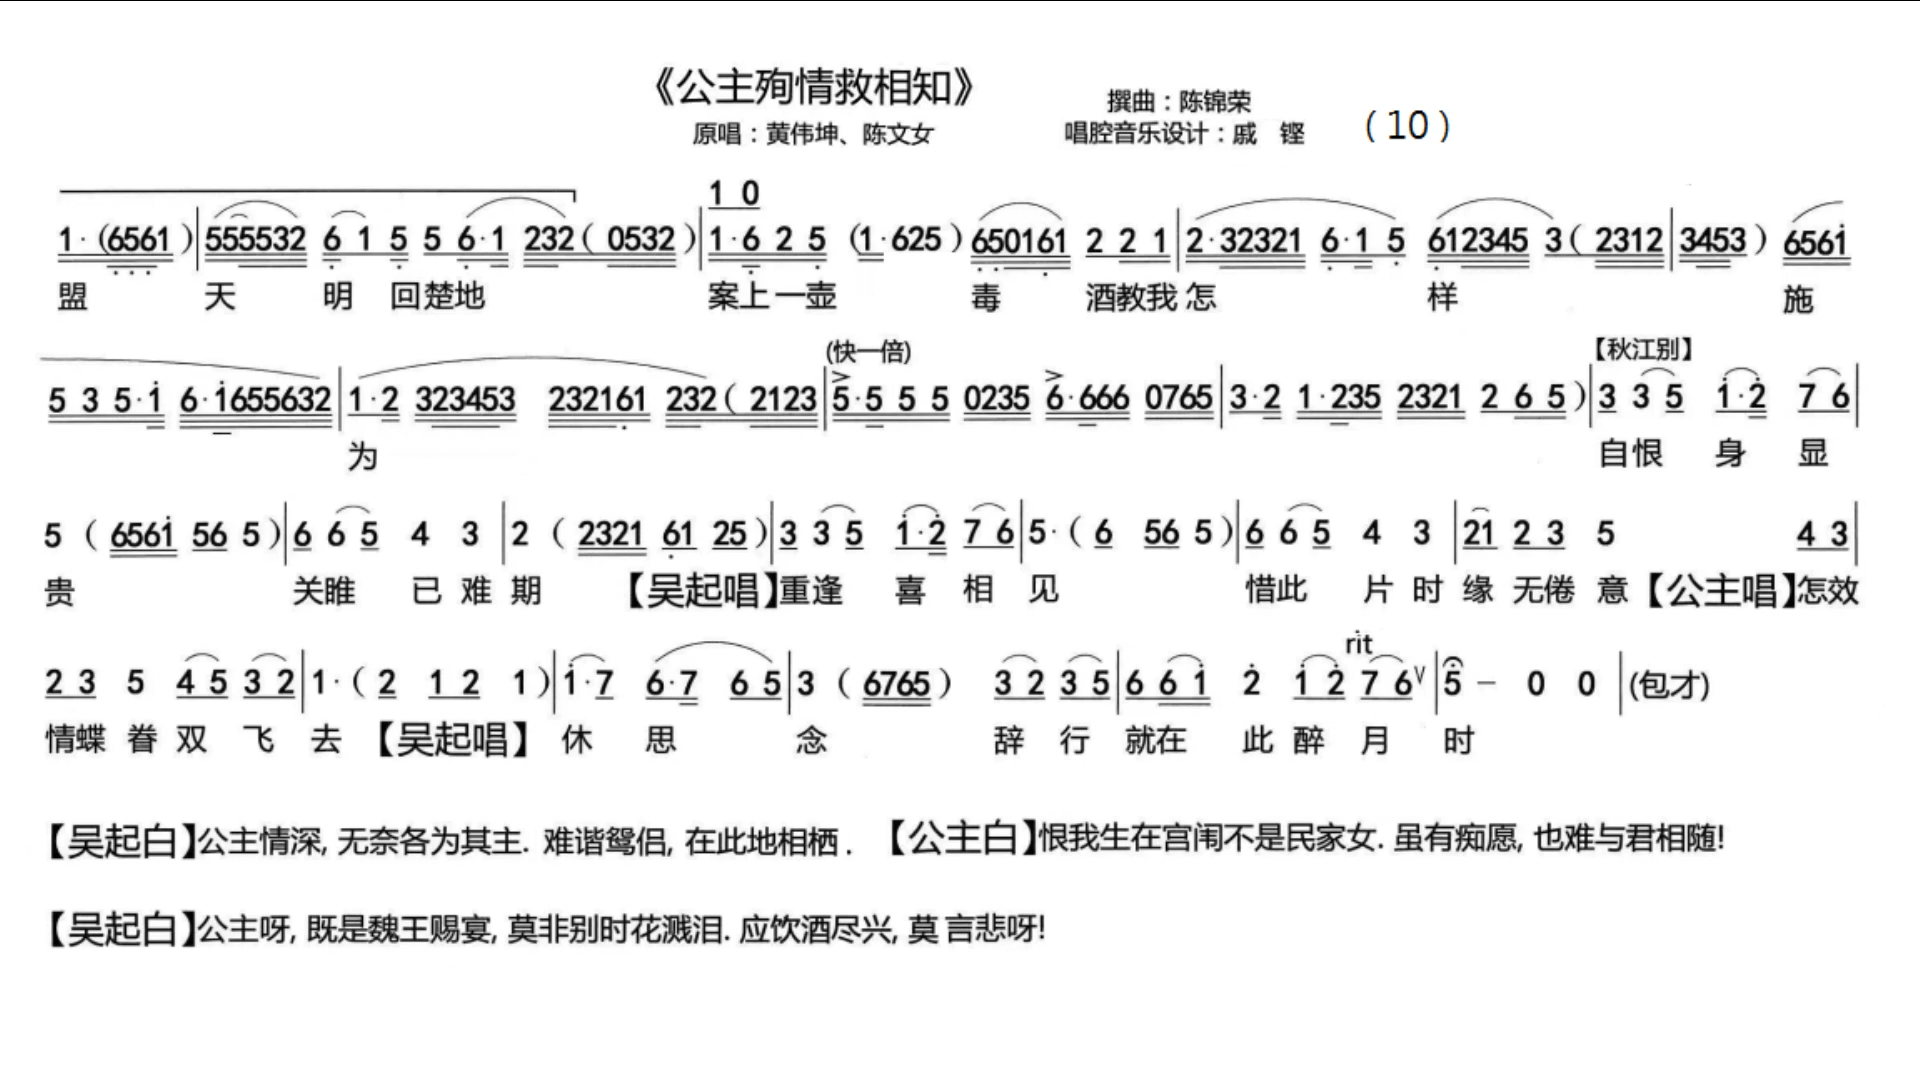 《公主殉情救相知》
撰曲：陈锦荣
原唱：黄伟坤、陈文女
唱腔音乐设计：戚　铿
（10）
1 0
1·(6561)|555532 6 1 5 5 6·1 232( 0532)|1·6 2 5 (1·625) 650161 2 2 1|2·32321 6·1 5 612345 3( 2312|3453) 6561
盟 天 明 回楚地 案上一壶 毒 酒教我怎 样 施
(快一倍) 【秋江别】
5 3 5·1 6·1655632|1·2 323453 232161 232( 2123|5·5 5 5 0235 6·666 0765|3·2 1·235 2321 2 6 5)|3 3 5 1·2 7 6|
为 自恨 身 显
5 ( 6561 56 5)|6 6 5 4 3|2 ( 2321 61 25)|3 3 5 1·2 7 6|5·( 6 56 5)|6 6 5 4 3|21 2 3 5 4 3|
贵 关雎 已 难 期 【吴起唱】重逢 喜 相 见 惜此 片 时 缘 无倦 意【公主唱】怎效
rit
2 3 5 4 5 3 2|1·( 2 1 2 1)|1·7 6·7 6 5|3 ( 6765) 3 2 3 5|6 6 1 2 1 2 7 6∨|5 – 0 0 |(包才)
情蝶 眷 双 飞 去 【吴起唱】 休 思 念 辞 行 就在 此 醉 月 时
【吴起白】公主情深, 无奈各为其主. 难谐鸳侣, 在此地相栖 . 【公主白】恨我生在宫闱不是民家女. 虽有痴愿, 也难与君相随!
【吴起白】公主呀, 既是魏王赐宴, 莫非别时花溅泪. 应饮酒尽兴, 莫 言悲呀!